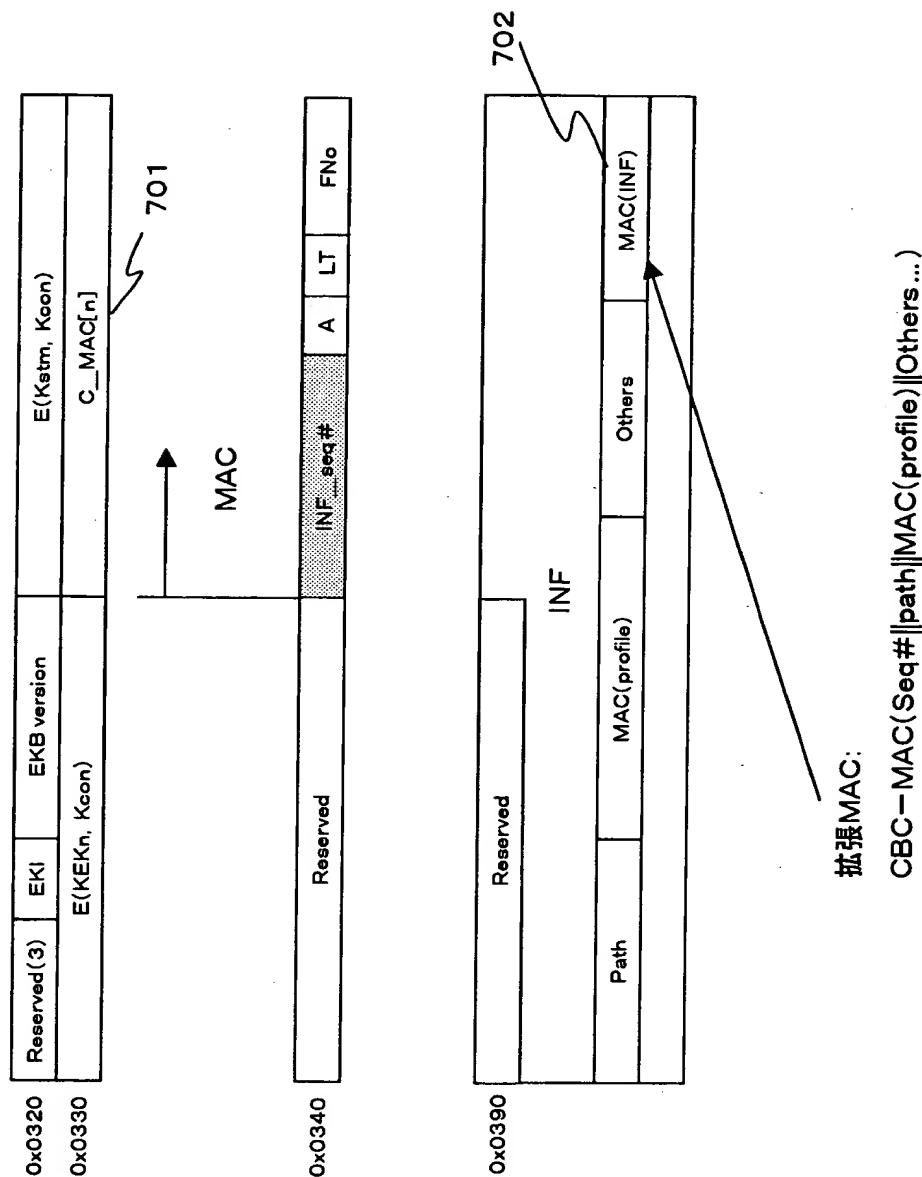 0x0320 Reserved(3) EKI EKB version E(Kstm, Kcon)
0x0330 E(KEKn, Kcon) C_MAC[n]
701
MAC
0x0340 Reserved INF_seq# A LT FNo
0x0390 Reserved
INF
702
Path MAC(profile) Others MAC(INF)
拡張MAC:
CBC-MAC(Seq#||path||MAC(profile)||Others...)